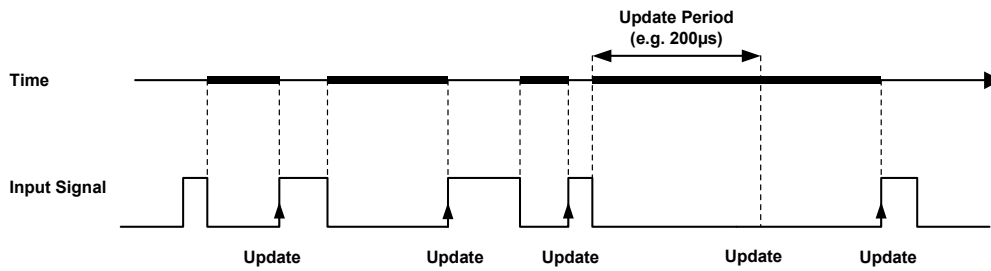 Update Period
(e.g. 200µs)
Time
Input Signal
Update Update Update Update Update